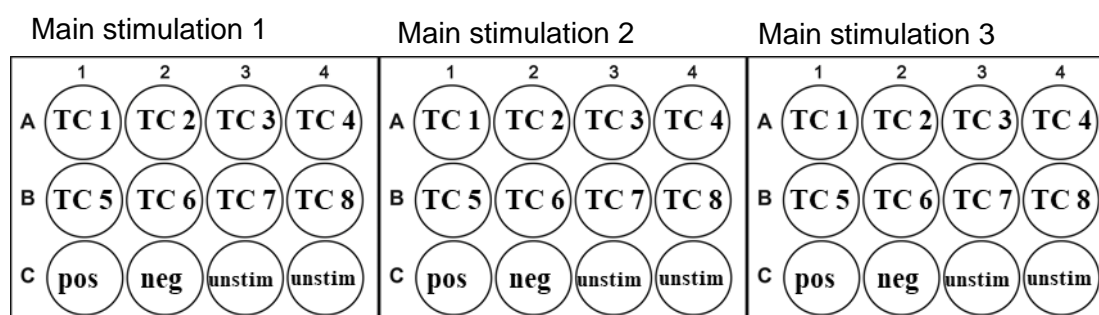 Main stimulation 1 Main stimulation 2 Main stimulation 3
1 2 3 4 1 2 3 4 1 2 3 4
A TC 1 TC 2 TC 3 TC 4 A TC 1 TC 2 TC 3 TC 4 A TC 1 TC 2 TC 3 TC 4
B TC 5 TC 6 TC 7 TC 8 B TC 5 TC 6 TC 7 TC 8 B TC 5 TC 6 TC 7 TC 8
C pos neg unstim unstim C pos neg unstim unstim C pos neg unstim unstim